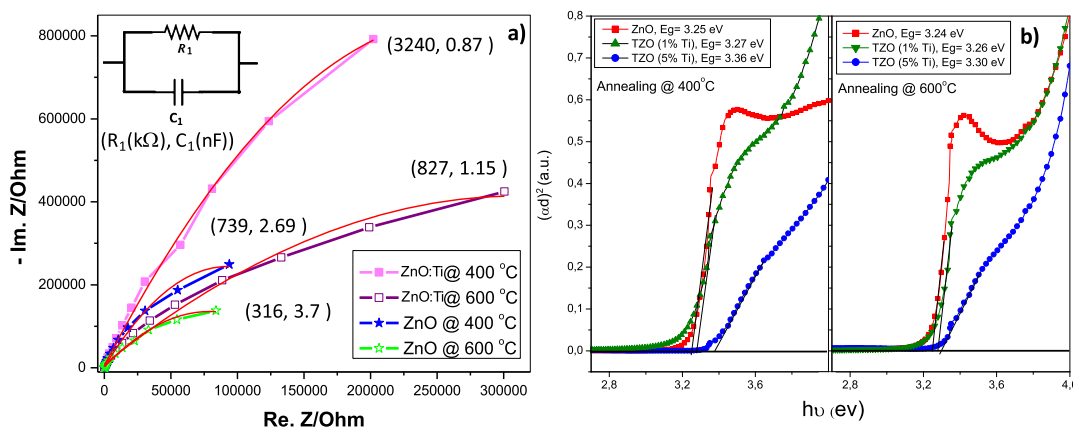 a)
R₁
C₁
(R₁(kΩ), C₁(nF))
(3240, 0.87 )
(827, 1.15 )
(739, 2.69 )
(316, 3.7 )
ZnO:Ti@ 400 °C
ZnO:Ti@ 600 °C
ZnO @ 400 °C
ZnO @ 600 °C
- Im. Z/Ohm
800000
600000
400000
200000
0
0 50000 100000 150000 200000 250000 300000
Re. Z/Ohm
ZnO, Eg= 3.25 eV
TZO (1% Ti), Eg= 3.27 eV
TZO (5% Ti), Eg= 3.36 eV
Annealing @ 400°C
b)
ZnO, Eg= 3.24 eV
TZO (1% Ti), Eg= 3.26 eV
TZO (5% Ti), Eg= 3.30 eV
Annealing @ 600°C
(αd)² (a.u.)
0,8
0,6
0,5
0,3
0,2
0,0
2,8 3,2 3,6 2,8 3,2 3,6 4,0
hυ (ev)